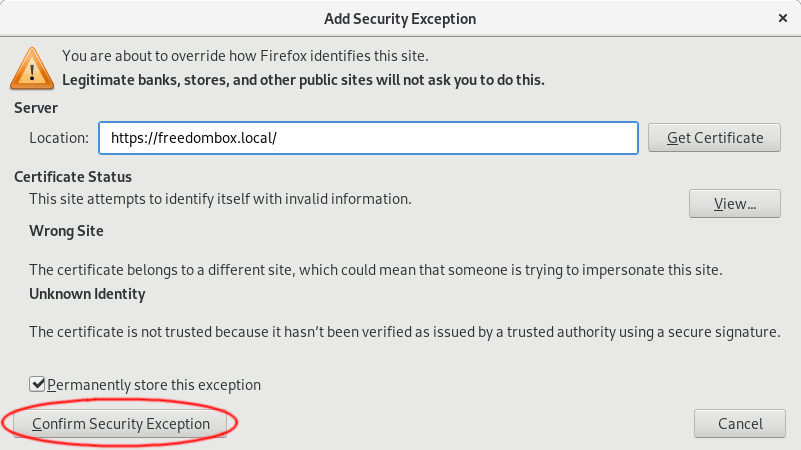 Add Security Exception
You are about to override how Firefox identifies this site.
Legitimate banks, stores, and other public sites will not ask you to do this.
Server
Location: https://freedombox.local/ Get Certificate
Certificate Status
This site attempts to identify itself with invalid information.
View...
Wrong Site
The certificate belongs to a different site, which could mean that someone is trying to impersonate this site.
Unknown Identity
The certificate is not trusted because it hasn’t been verified as issued by a trusted authority using a secure signature.
Permanently store this exception
Confirm Security Exception Cancel